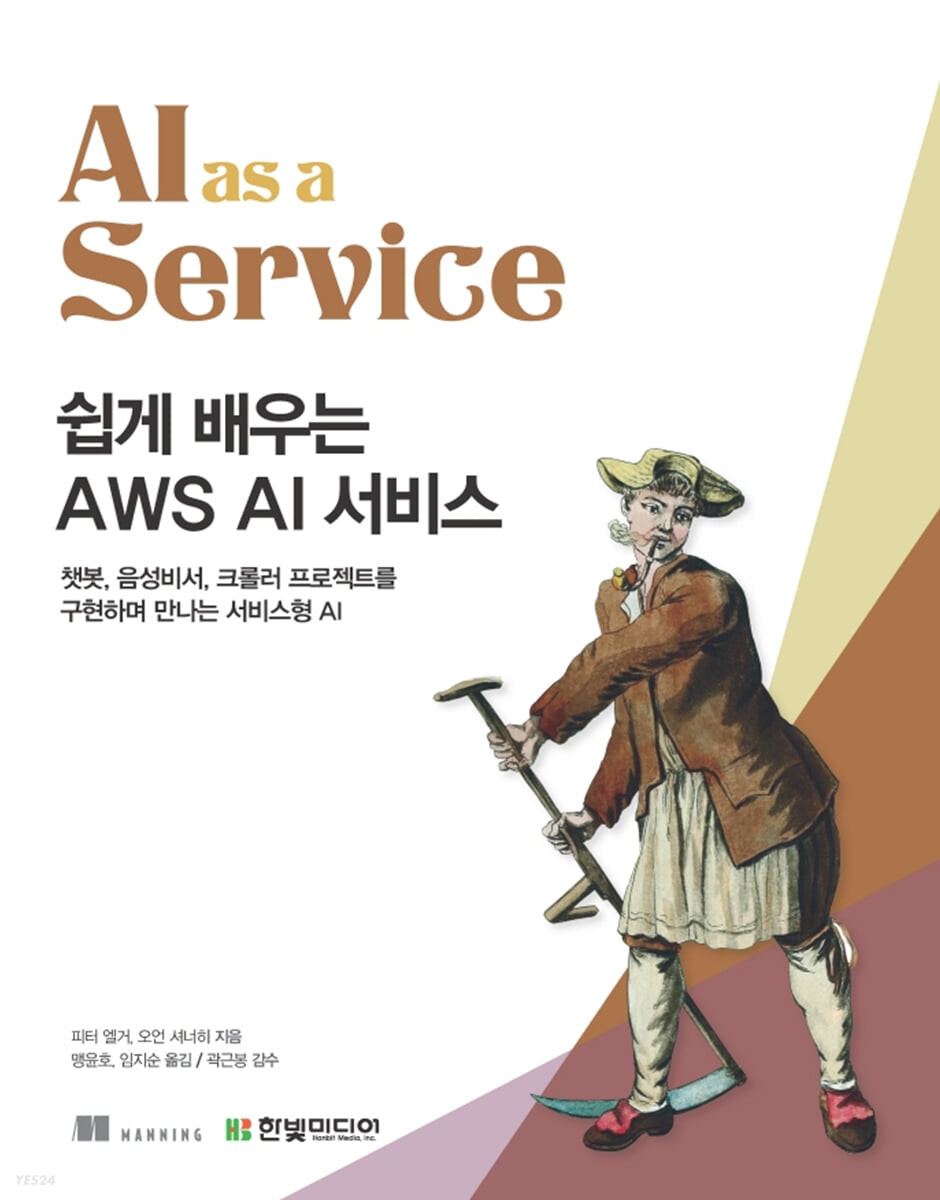 AI as a
Service
쉽게 배우는
AWS AI 서비스
챗봇, 음성비서, 크롤러 프로젝트를
구현하며 만나는 서비스형 AI
피터 엘거, 오언 셔너히 지음
맹윤호, 임지순 옮김 / 곽근봉 감수
MANNING
HB 한빛미디어
Hanbit Media, Inc.
YES24